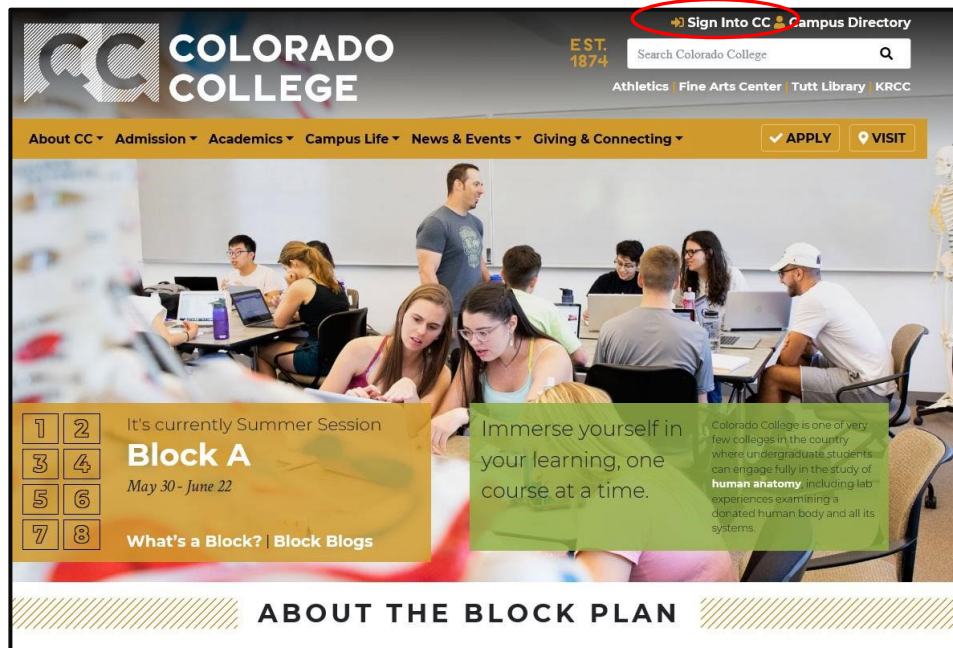 Sign Into CC Campus Directory
COLORADO
COLLEGE
EST.
1874
Search Colorado College
Athletics | Fine Arts Center | Tutt Library | KRCC
About CC Admission Academics Campus Life News & Events Giving & Connecting APPLY VISIT
1 2
3 4
5 6
7 8
It's currently Summer Session
Block A
May 30 - June 22
What's a Block? | Block Blogs
Immerse yourself in
your learning, one
course at a time.
Colorado College is one of very
few colleges in the country
where undergraduate students
can engage fully in the study of
human anatomy, including lab
experiences examining a
donated human body and all its
systems.
ABOUT THE BLOCK PLAN